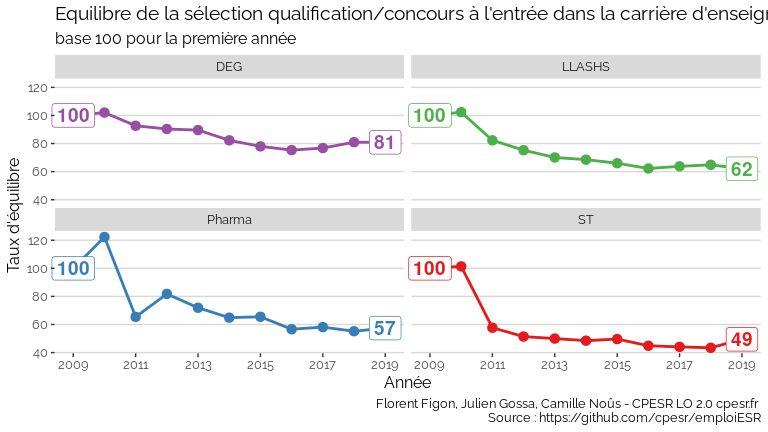 Equilibre de la sélection qualification/concours à l'entrée dans la carrière
base 100 pour la première année
DEG
LLASHS
120
100
80
60
40
100
81
100
62
Pharma
ST
120
100
80
60
40
100
57
100
49
2009 2011 2013 2015 2017 2019
2009 2011 2013 2015 2017 2019
Taux d'équilibre
Année
Florent Figon, Julien Gossa, Camille Noûs - CPESR LO 2.0 cpesr.fr
Source : https://github.com/cpesr/emploiESR